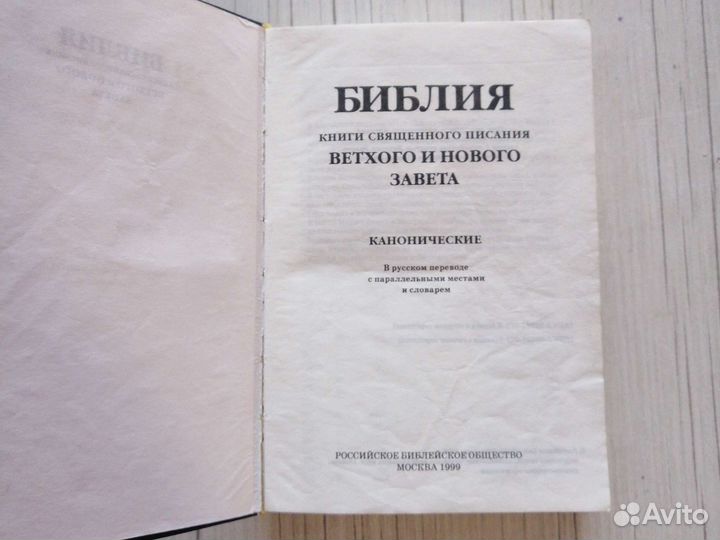 БИБЛИЯ
КНИГИ СВЯЩЕННОГО ПИСАНИЯ
ВЕТХОГО И НОВОГО
ЗАВЕТА
КАНОНИЧЕСКИЕ
В русском переводе
с параллельными местами
и словарем
РОССИЙСКОЕ БИБЛЕЙСКОЕ ОБЩЕСТВО
МОСКВА 1999
Avito